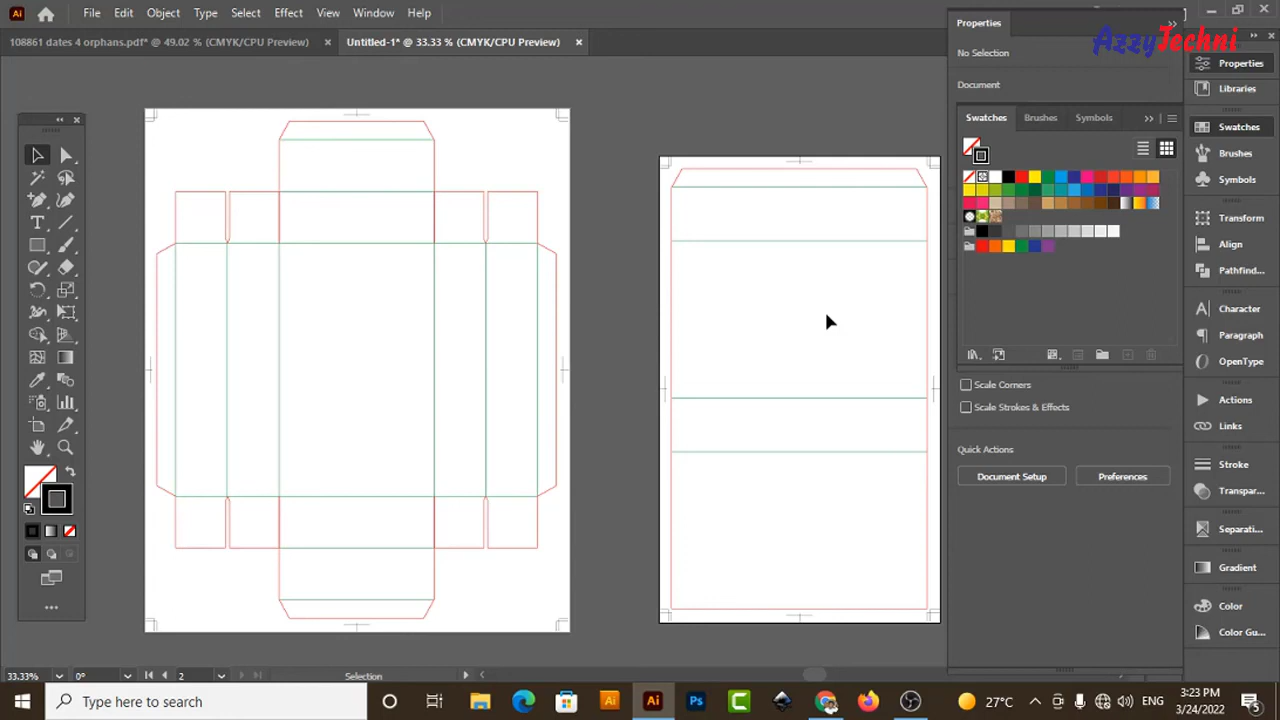 Ai File Edit Object Type Select Effect View Window Help
AzzyTechni
108861 dates 4 orphans.pdf* @ 49.02 % (CMYK/CPU Preview) × Untitled-1* @ 33.33 % (CMYK/CPU Preview) ×
Properties
No Selection
Document
Swatches Brushes Symbols
Scale Corners
Scale Strokes & Effects
Quick Actions
Document Setup Preferences
Properties
Libraries
Swatches
Brushes
Symbols
Transform
Align
Pathfind...
Character
Paragraph
OpenType
Actions
Links
Stroke
Transpar...
Separati...
Gradient
Color
Color Gu...
33.33% 0° 2 Selection
Type here to search
Ai Ps
27°C ENG 3:23 PM
3/24/2022
5